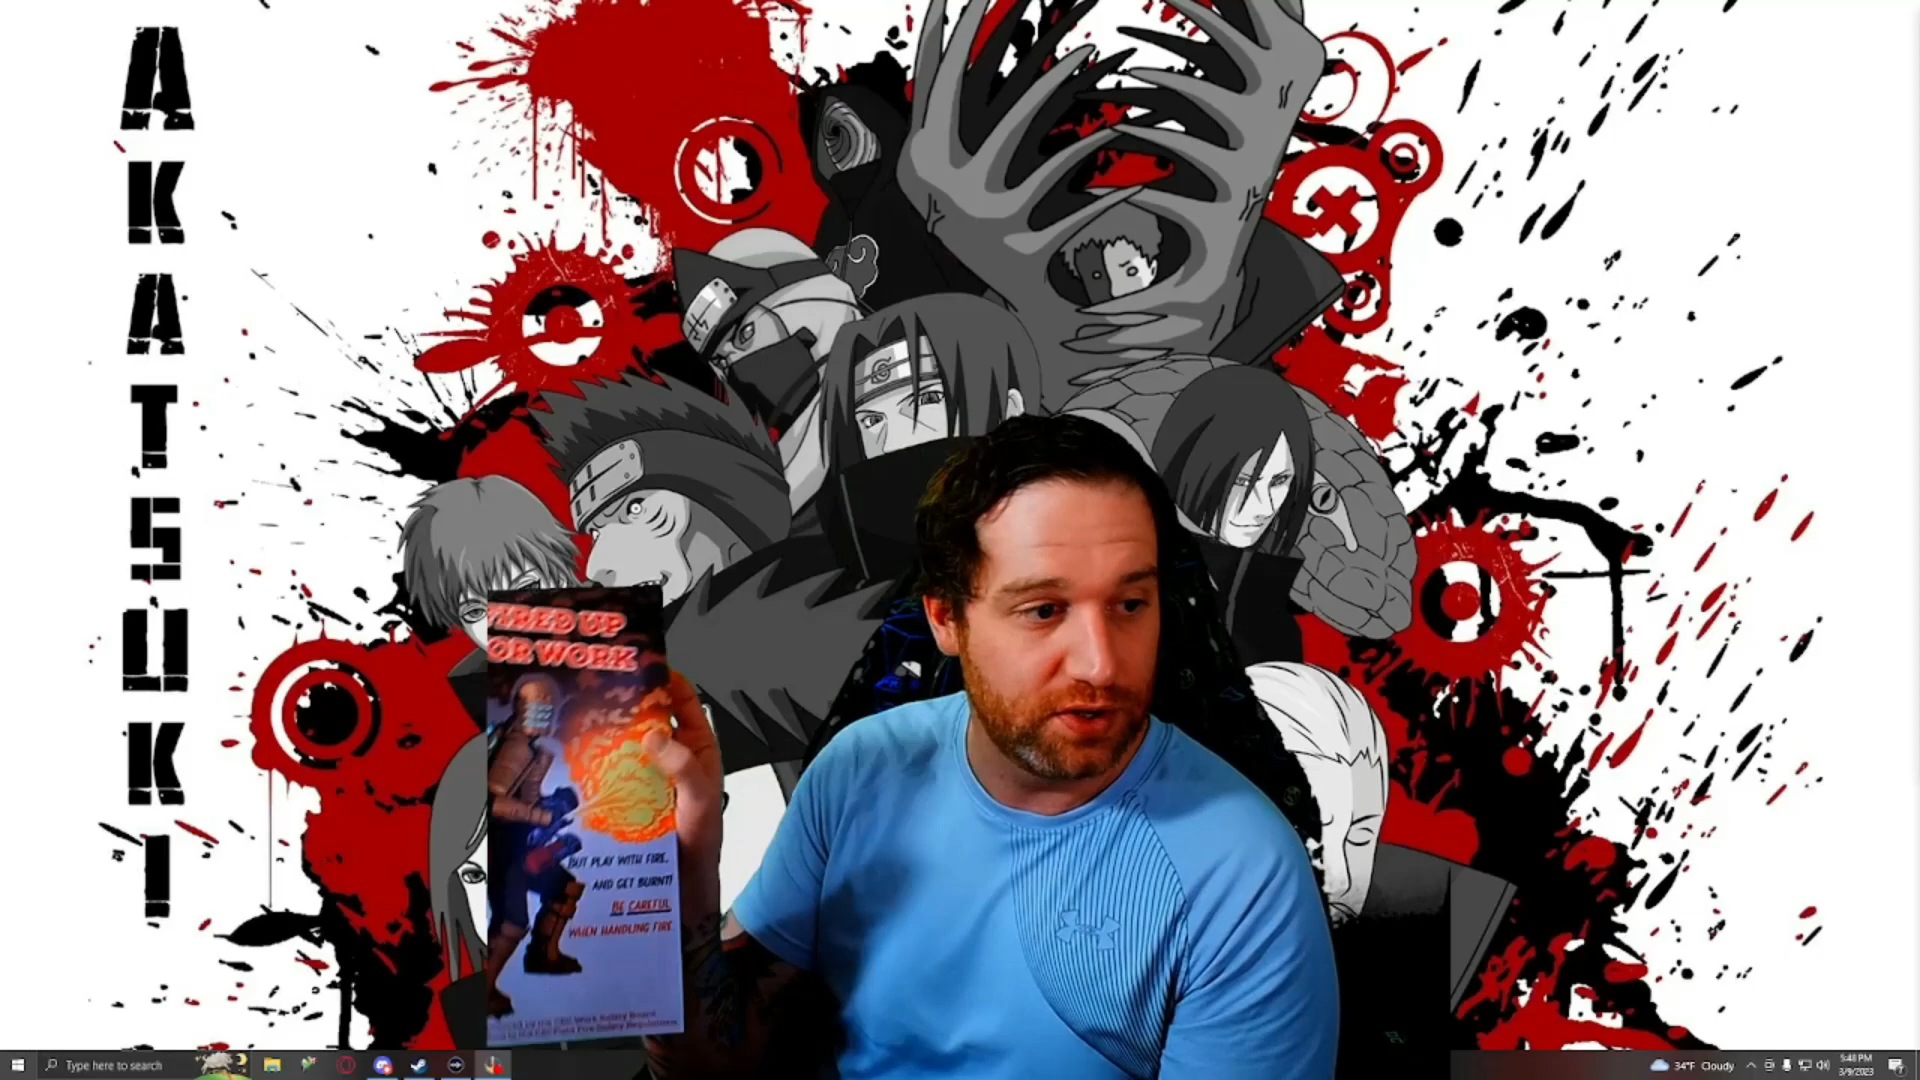 AKATSUKI
FIRED UP
FOR WORK
BUT PLAY WITH FIRE,
AND GET BURNT!
BE CAREFUL
WHEN HANDLING FIRE
Type here to search
34°F Cloudy
5:48 PM
3/9/2023